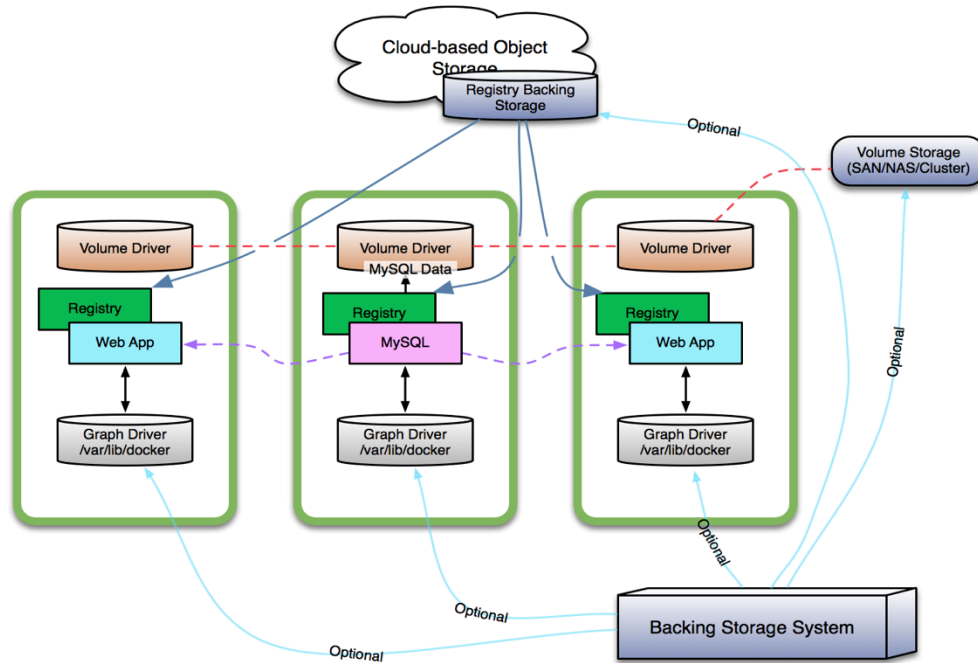 Cloud-based Object
Storage
Registry Backing
Storage
Optional
Volume Storage
(SAN/NAS/Cluster)
Volume Driver
Volume Driver
Volume Driver
MySQL Data
Registry
Registry
Registry
Web App
MySQL
Web App
Optional
Graph Driver
/var/lib/docker
Graph Driver
/var/lib/docker
Graph Driver
/var/lib/docker
Optional
Optional
Optional
Backing Storage System